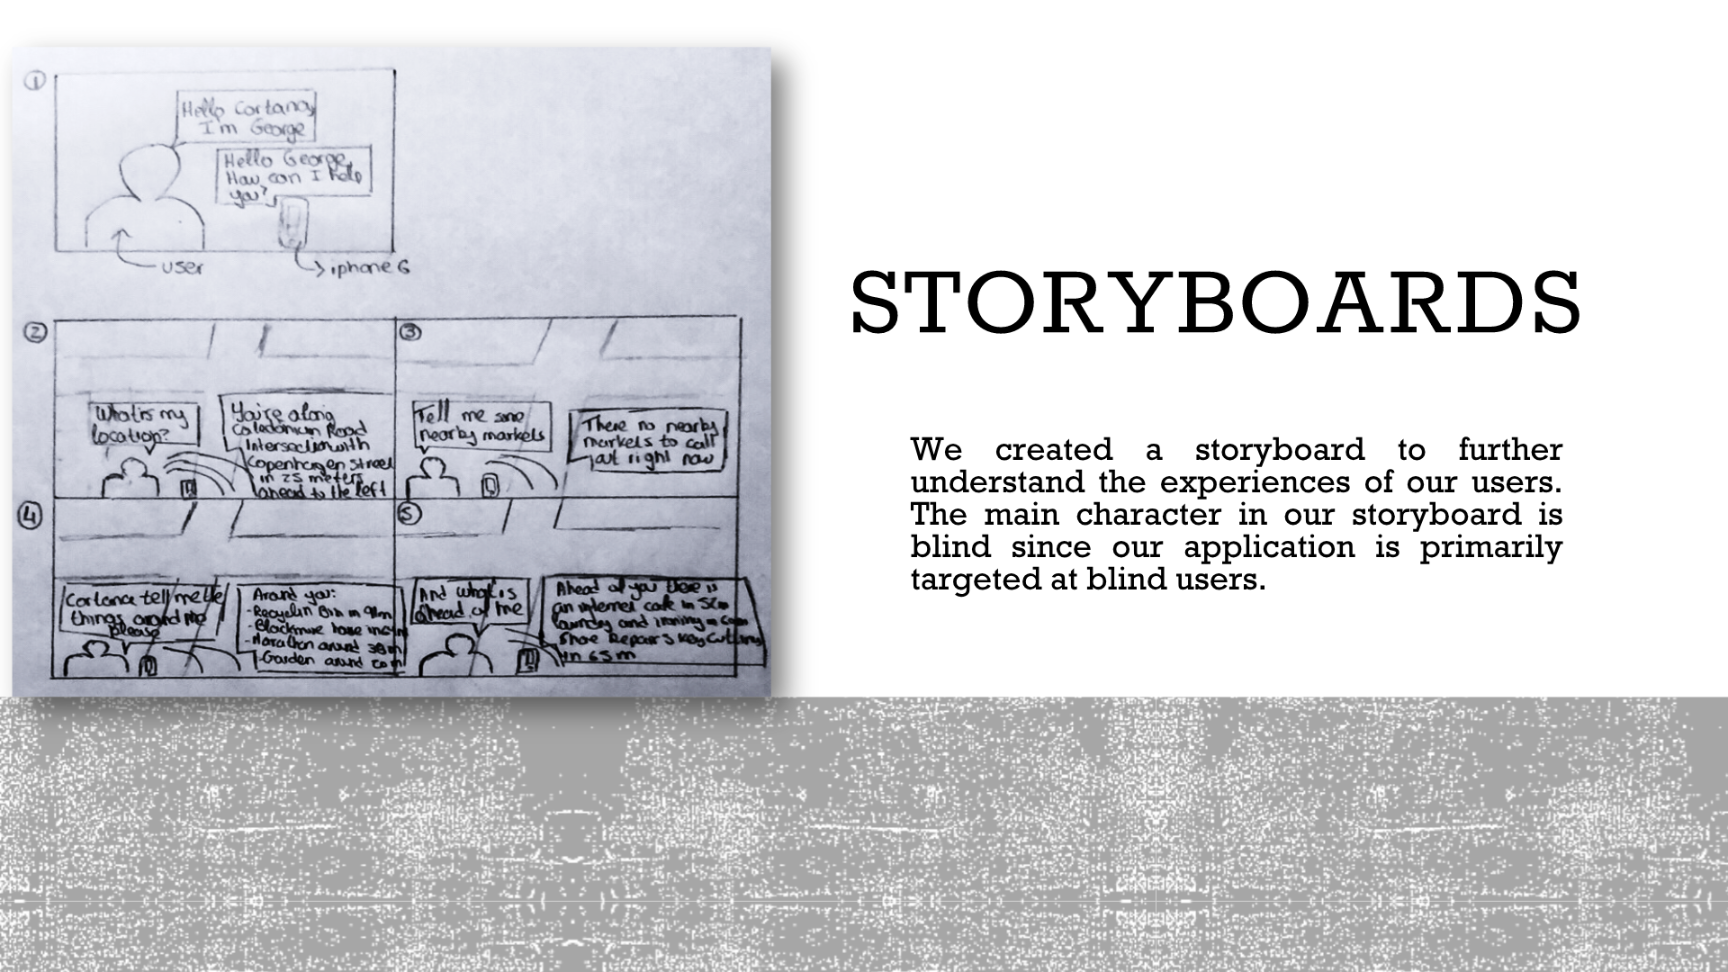 ①
Hello Cortana,
I'm George
Hello George,
How can I help
you?
user
iphone 6
②
What is my
location?
You're along
Caledonian Road
Intersection with
Copenhagen street
in 25 meters
ahead to the left
③
Tell me some
nearby markets
There no nearby
markets to call
out right now
④
Cortana tell me the
things around me
please
Around you:
-Recyclin Bin in
-Blackmore house in
-Marathon around 38m
-Garden around
⑤
And what is
ahead of me
Ahead of you there is
an internet cafe in
laundry and ironing in
Shoe Repairs Key Cutting
in 65m
STORYBOARDS
We created a storyboard to further
understand the experiences of our users.
The main character in our storyboard is
blind since our application is primarily
targeted at blind users.